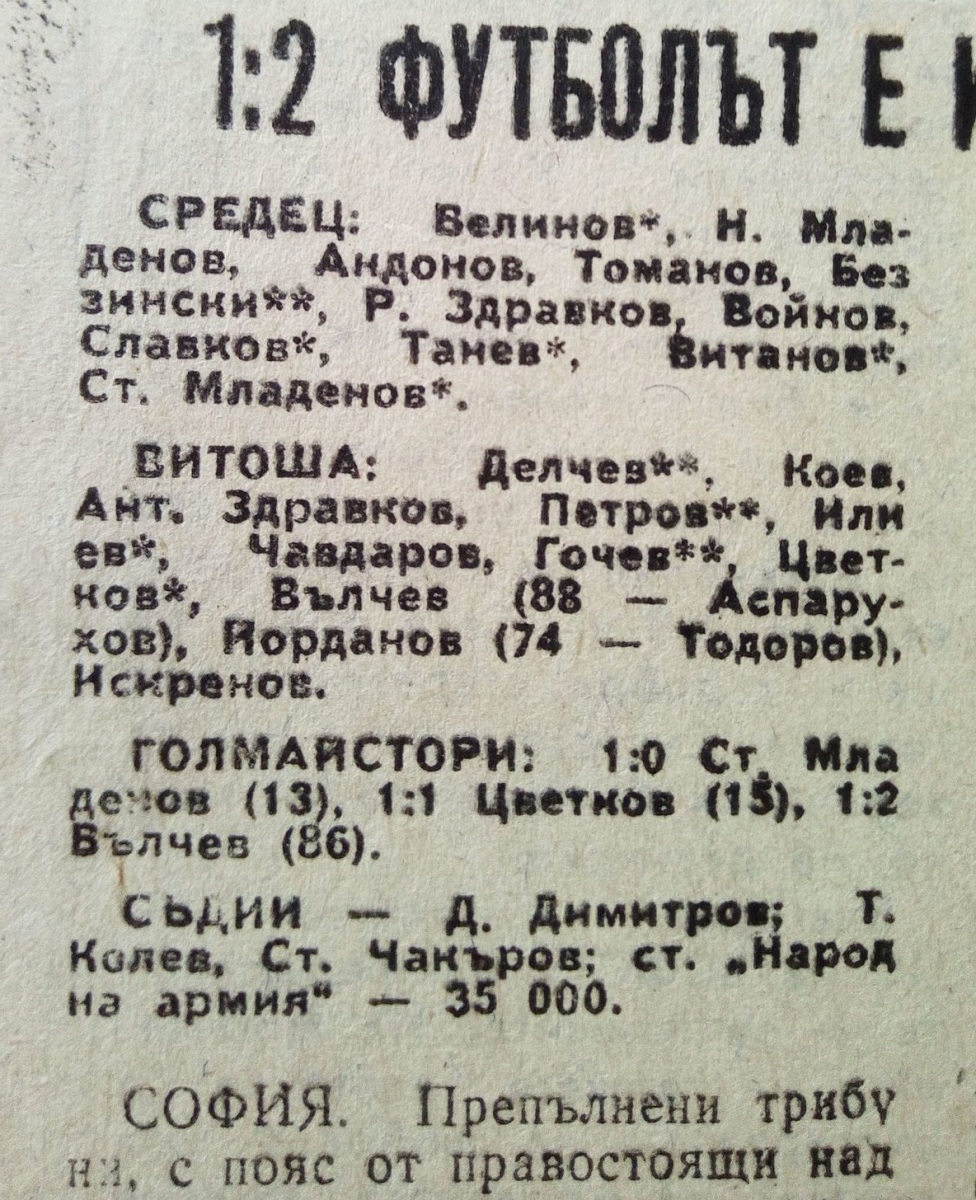 1:2 ФУТБОЛЪТ Е
СРЕДЕЦ: Велинов*, Н. Мла-
денов, Андонов, Томанов, Без
зински**, Р. Здравков, Войнов,
Славков*, Танев*, Витанов*,
Ст. Младенов*.
ВИТОША: Делчев**, Коев,
Ант. Здравков, Петров**, Или
ев*, Чавдаров, Гочев**, Цвет-
ков*, Вълчев (88 — Аспару-
хов), Йорданов (74 — Тодоров),
Искренов.
ГОЛМАЙСТОРИ: 1:0 Ст. Мла
денов (13), 1:1 Цветков (15), 1:2
Вълчев (86).
СЪДИИ — Д. Димитров; Т.
Колев, Ст. Чакъров; ст. „Народ
на армия“ — 35 000.
СОФИЯ. Препълнени трибу
ни, с пояс от правостоящи над